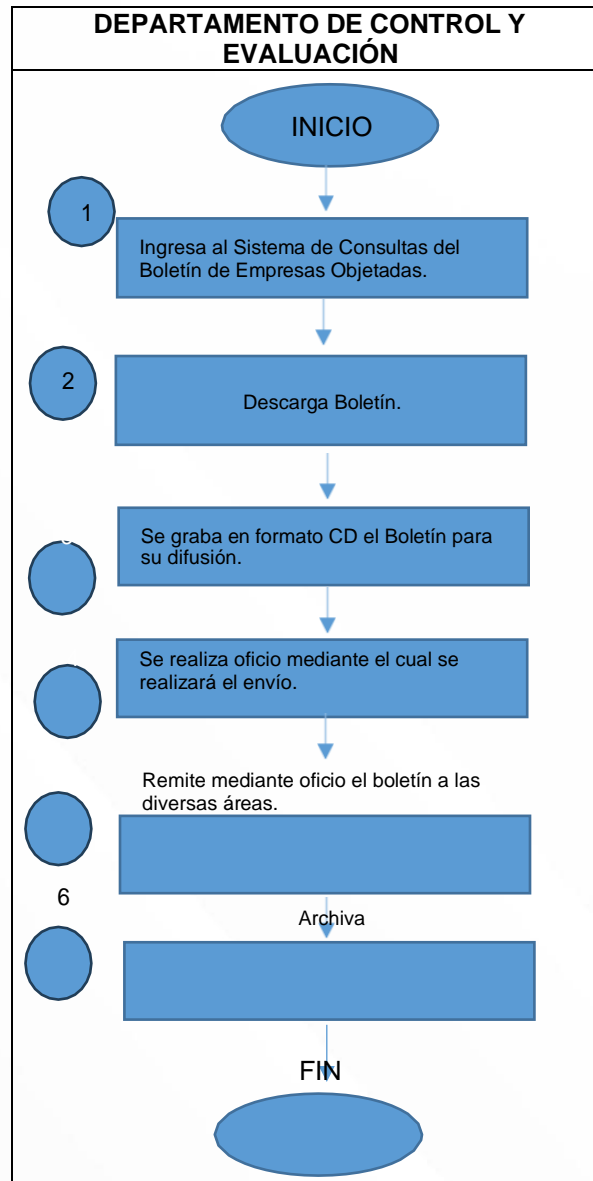 DEPARTAMENTO DE CONTROL Y
EVALUACIÓN
INICIO
1
Ingresa al Sistema de Consultas del
Boletín de Empresas Objetadas.
2
Descarga Boletín.
Se graba en formato CD el Boletín para
su difusión.
Se realiza oficio mediante el cual se
realizará el envío.
Remite mediante oficio el boletín a las
diversas áreas.
6
Archiva
FIN